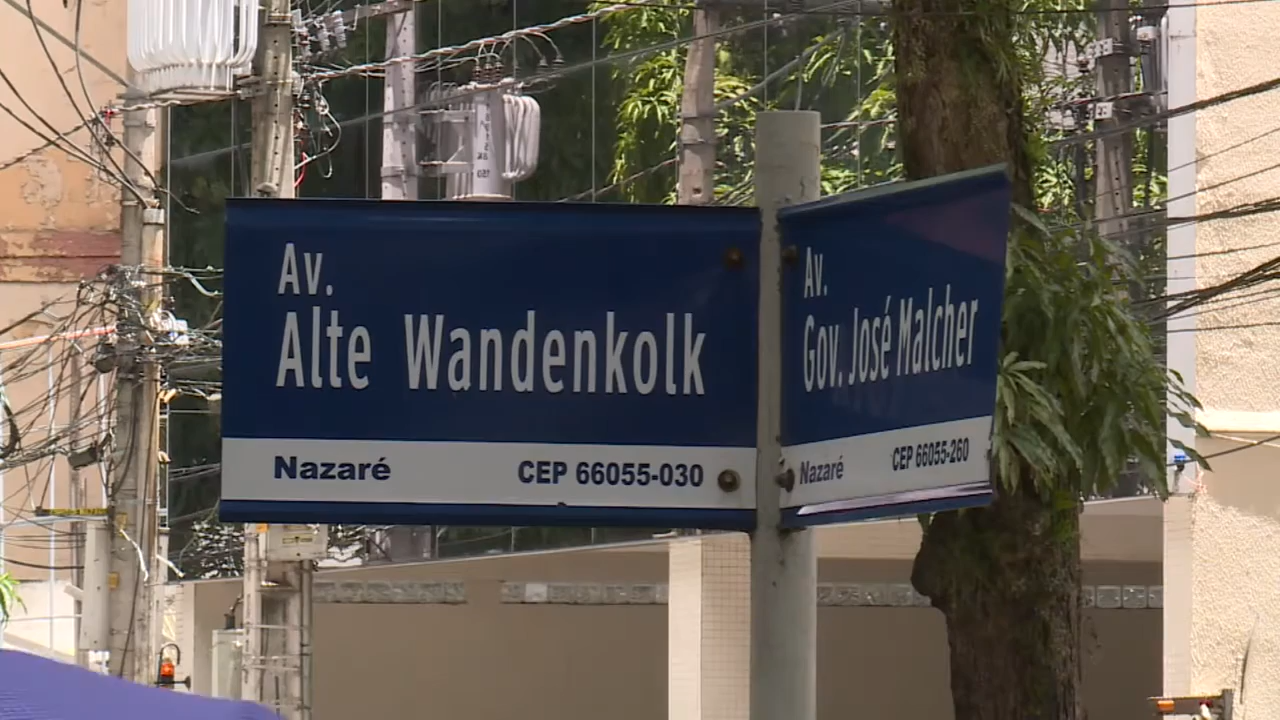 Av.
Alte Wandenkolk
Nazaré CEP 66055-030
Av.
Gov. José Malcher
Nazaré CEP 66055-260